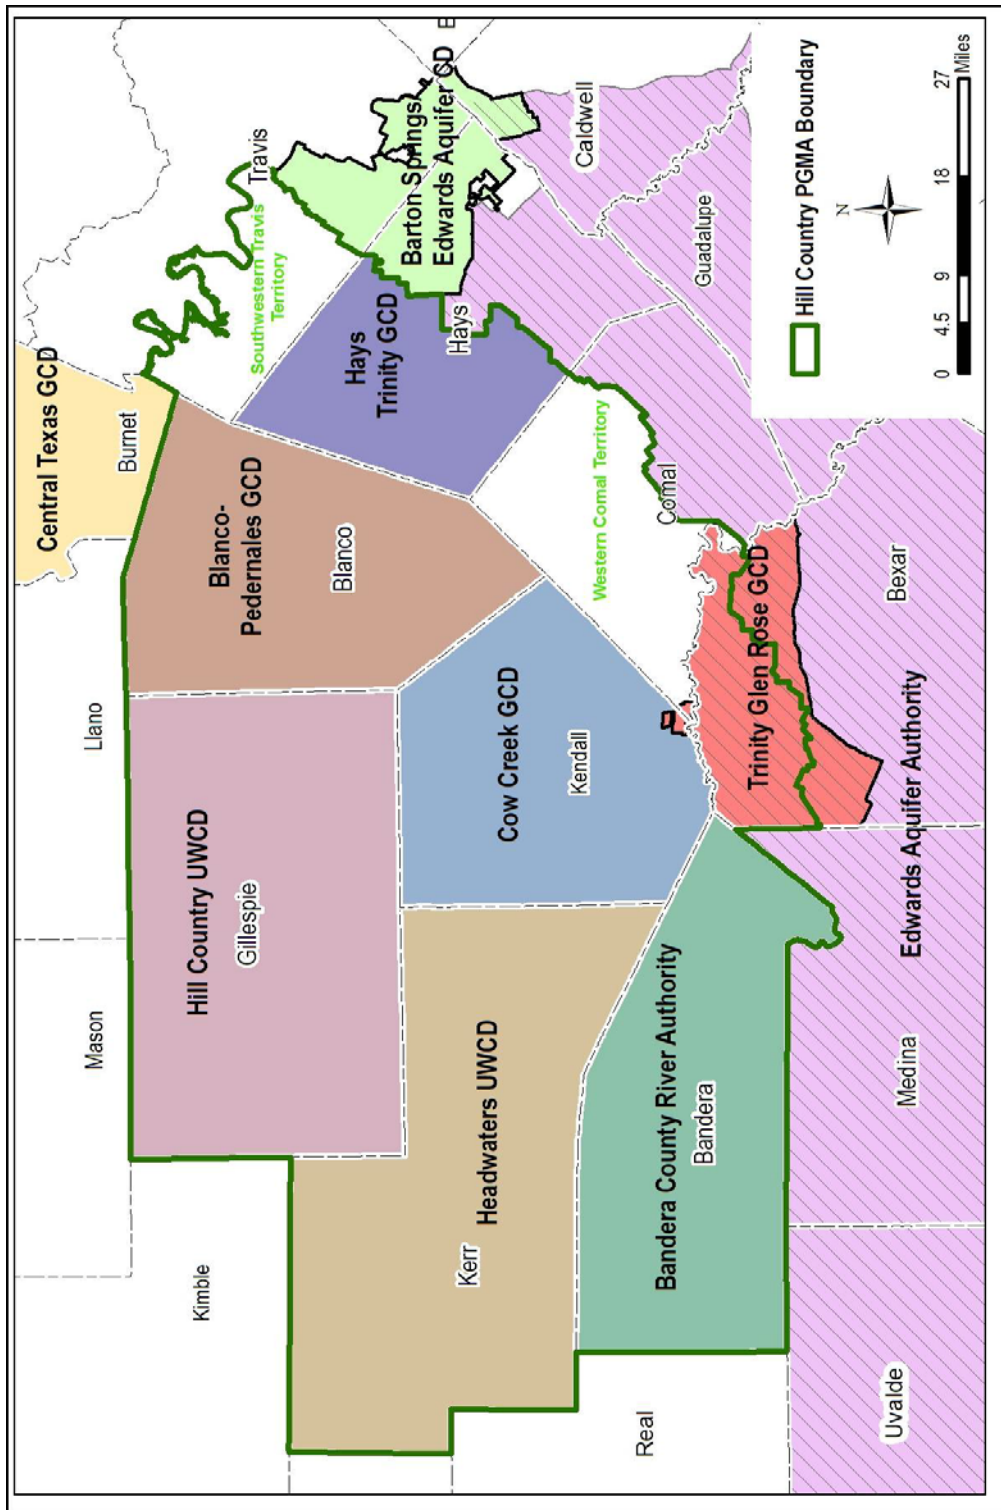 Central Texas GCD
Burnet
Travis
Southwestern Travis
Territory
Barton Springs/
Edwards Aquifer CD
B
Caldwell
Guadalupe
Hays
Trinity GCD
Hays
Blanco-
Pedernales GCD
Blanco
Western Comal Territory
Comal
Llano
Mason
Kimble
Hill Country UWCD
Gillespie
Cow Creek GCD
Kendall
Trinity Glen Rose GCD
Bexar
Edwards Aquifer Authority
Headwaters UWCD
Kerr
Bandera County River Authority
Bandera
Medina
Real
Uvalde
Hill Country PGMA Boundary
N
0 4.5 9 18 27
Miles